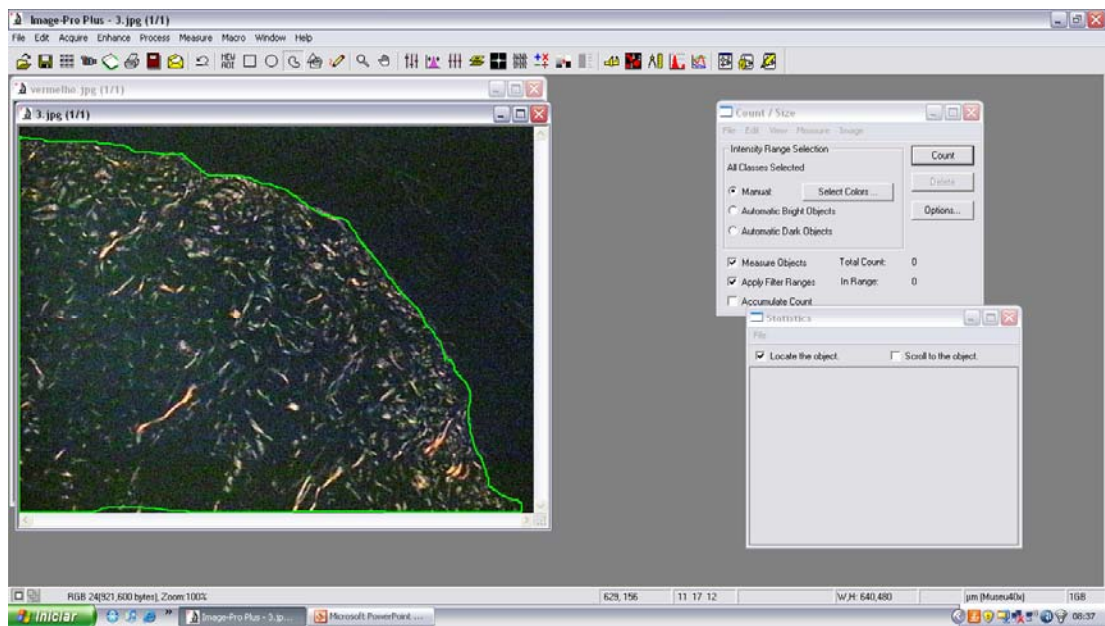 Image-Pro Plus - 3.jpg (1/1)
File Edit Acquire Enhance Process Measure Macro Window Help
vermelho.jpg (1/1)
3.jpg (1/1)
Count / Size
File Edit View Measure Image
Intensity Range Selection
All Classes Selected
Manual Select Colors ...
Automatic Bright Objects
Automatic Dark Objects
Count
Delete
Options...
Measure Objects Total Count: 0
Apply Filter Ranges In Range: 0
Accumulate Count
Statistics
File
Locate the object. Scroll to the object.
RGB 24(921,600 bytes), Zoom:100% 629, 156 11 17 12 W,H: 640,480 µm (Museu40x) 1GB
Iniciar Image-Pro Plus - 3.jp... Microsoft PowerPoint ... 08:37